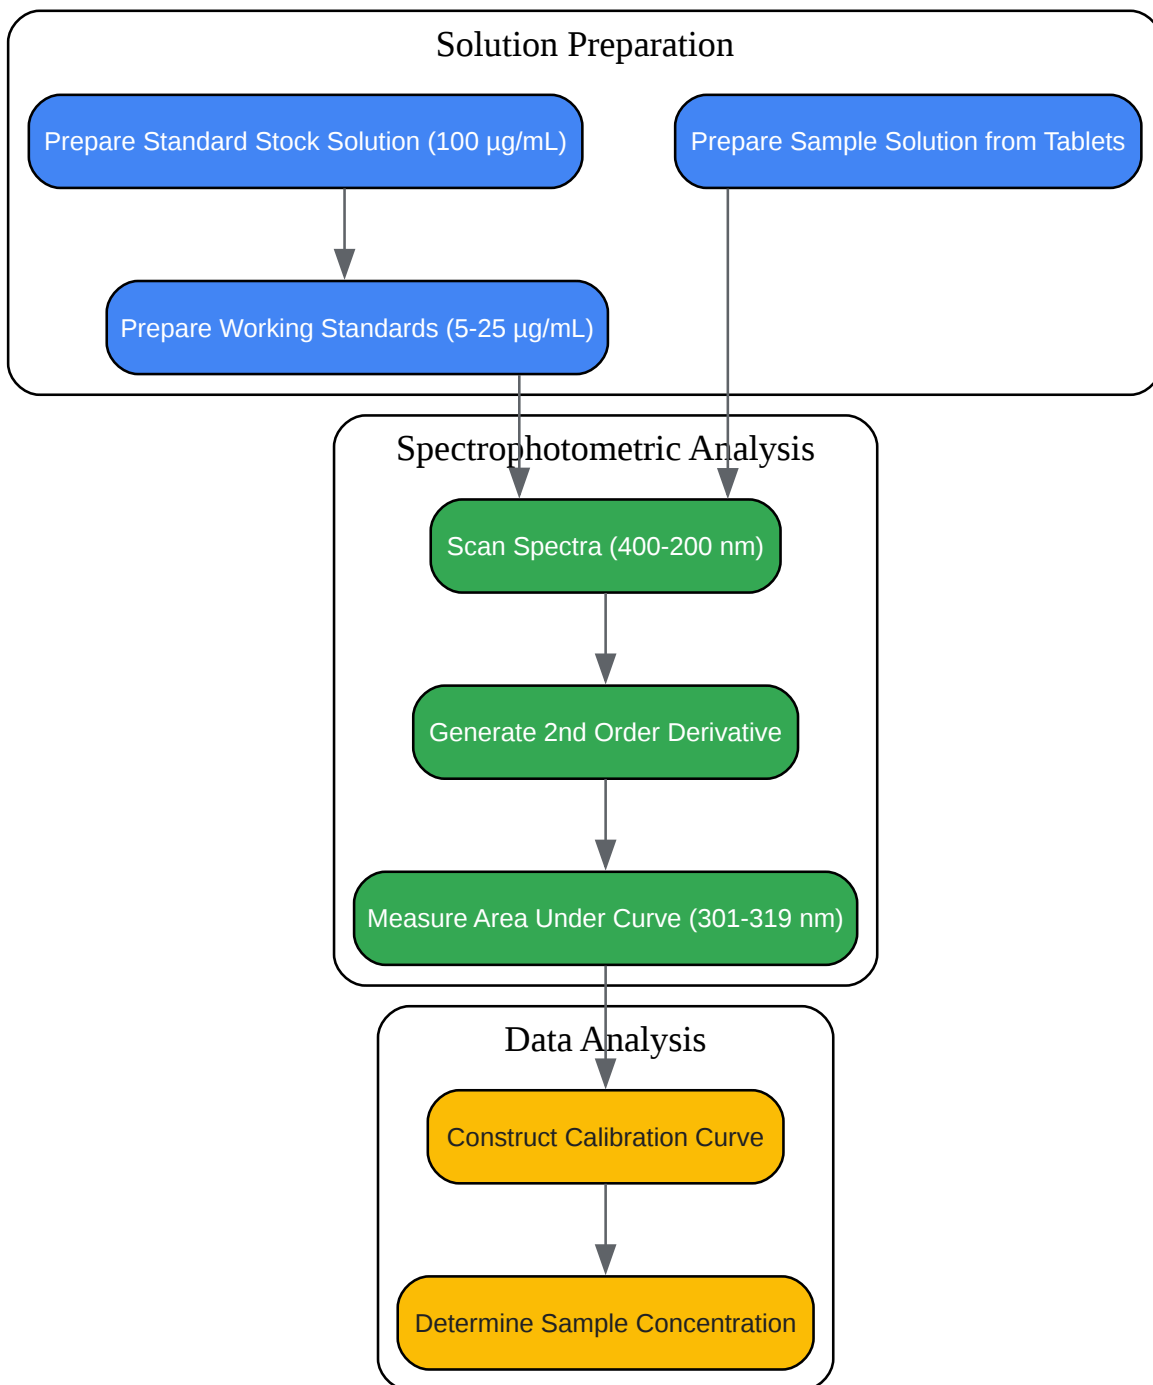 Solution Preparation
Prepare Standard Stock Solution (100 µg/mL)
Prepare Sample Solution from Tablets
Prepare Working Standards (5-25 µg/mL)
Spectrophotometric Analysis
Scan Spectra (400-200 nm)
Generate 2nd Order Derivative
Measure Area Under Curve (301-319 nm)
Data Analysis
Construct Calibration Curve
Determine Sample Concentration